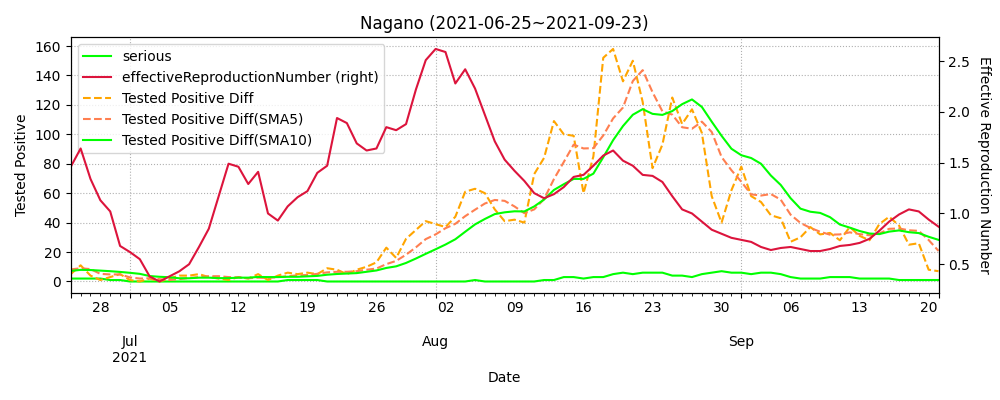 Nagano (2021-06-25~2021-09-23)
serious
effectiveReproductionNumber (right)
Tested Positive Diff
Tested Positive Diff(SMA5)
Tested Positive Diff(SMA10)
Tested Positive
160
140
120
100
80
60
40
20
0
2.5
2.0
1.5
1.0
0.5
Effective Reproduction Number
28 05 12 19 26 02 09 16 23 30 06 13 20
Jul Aug Sep
2021
Date